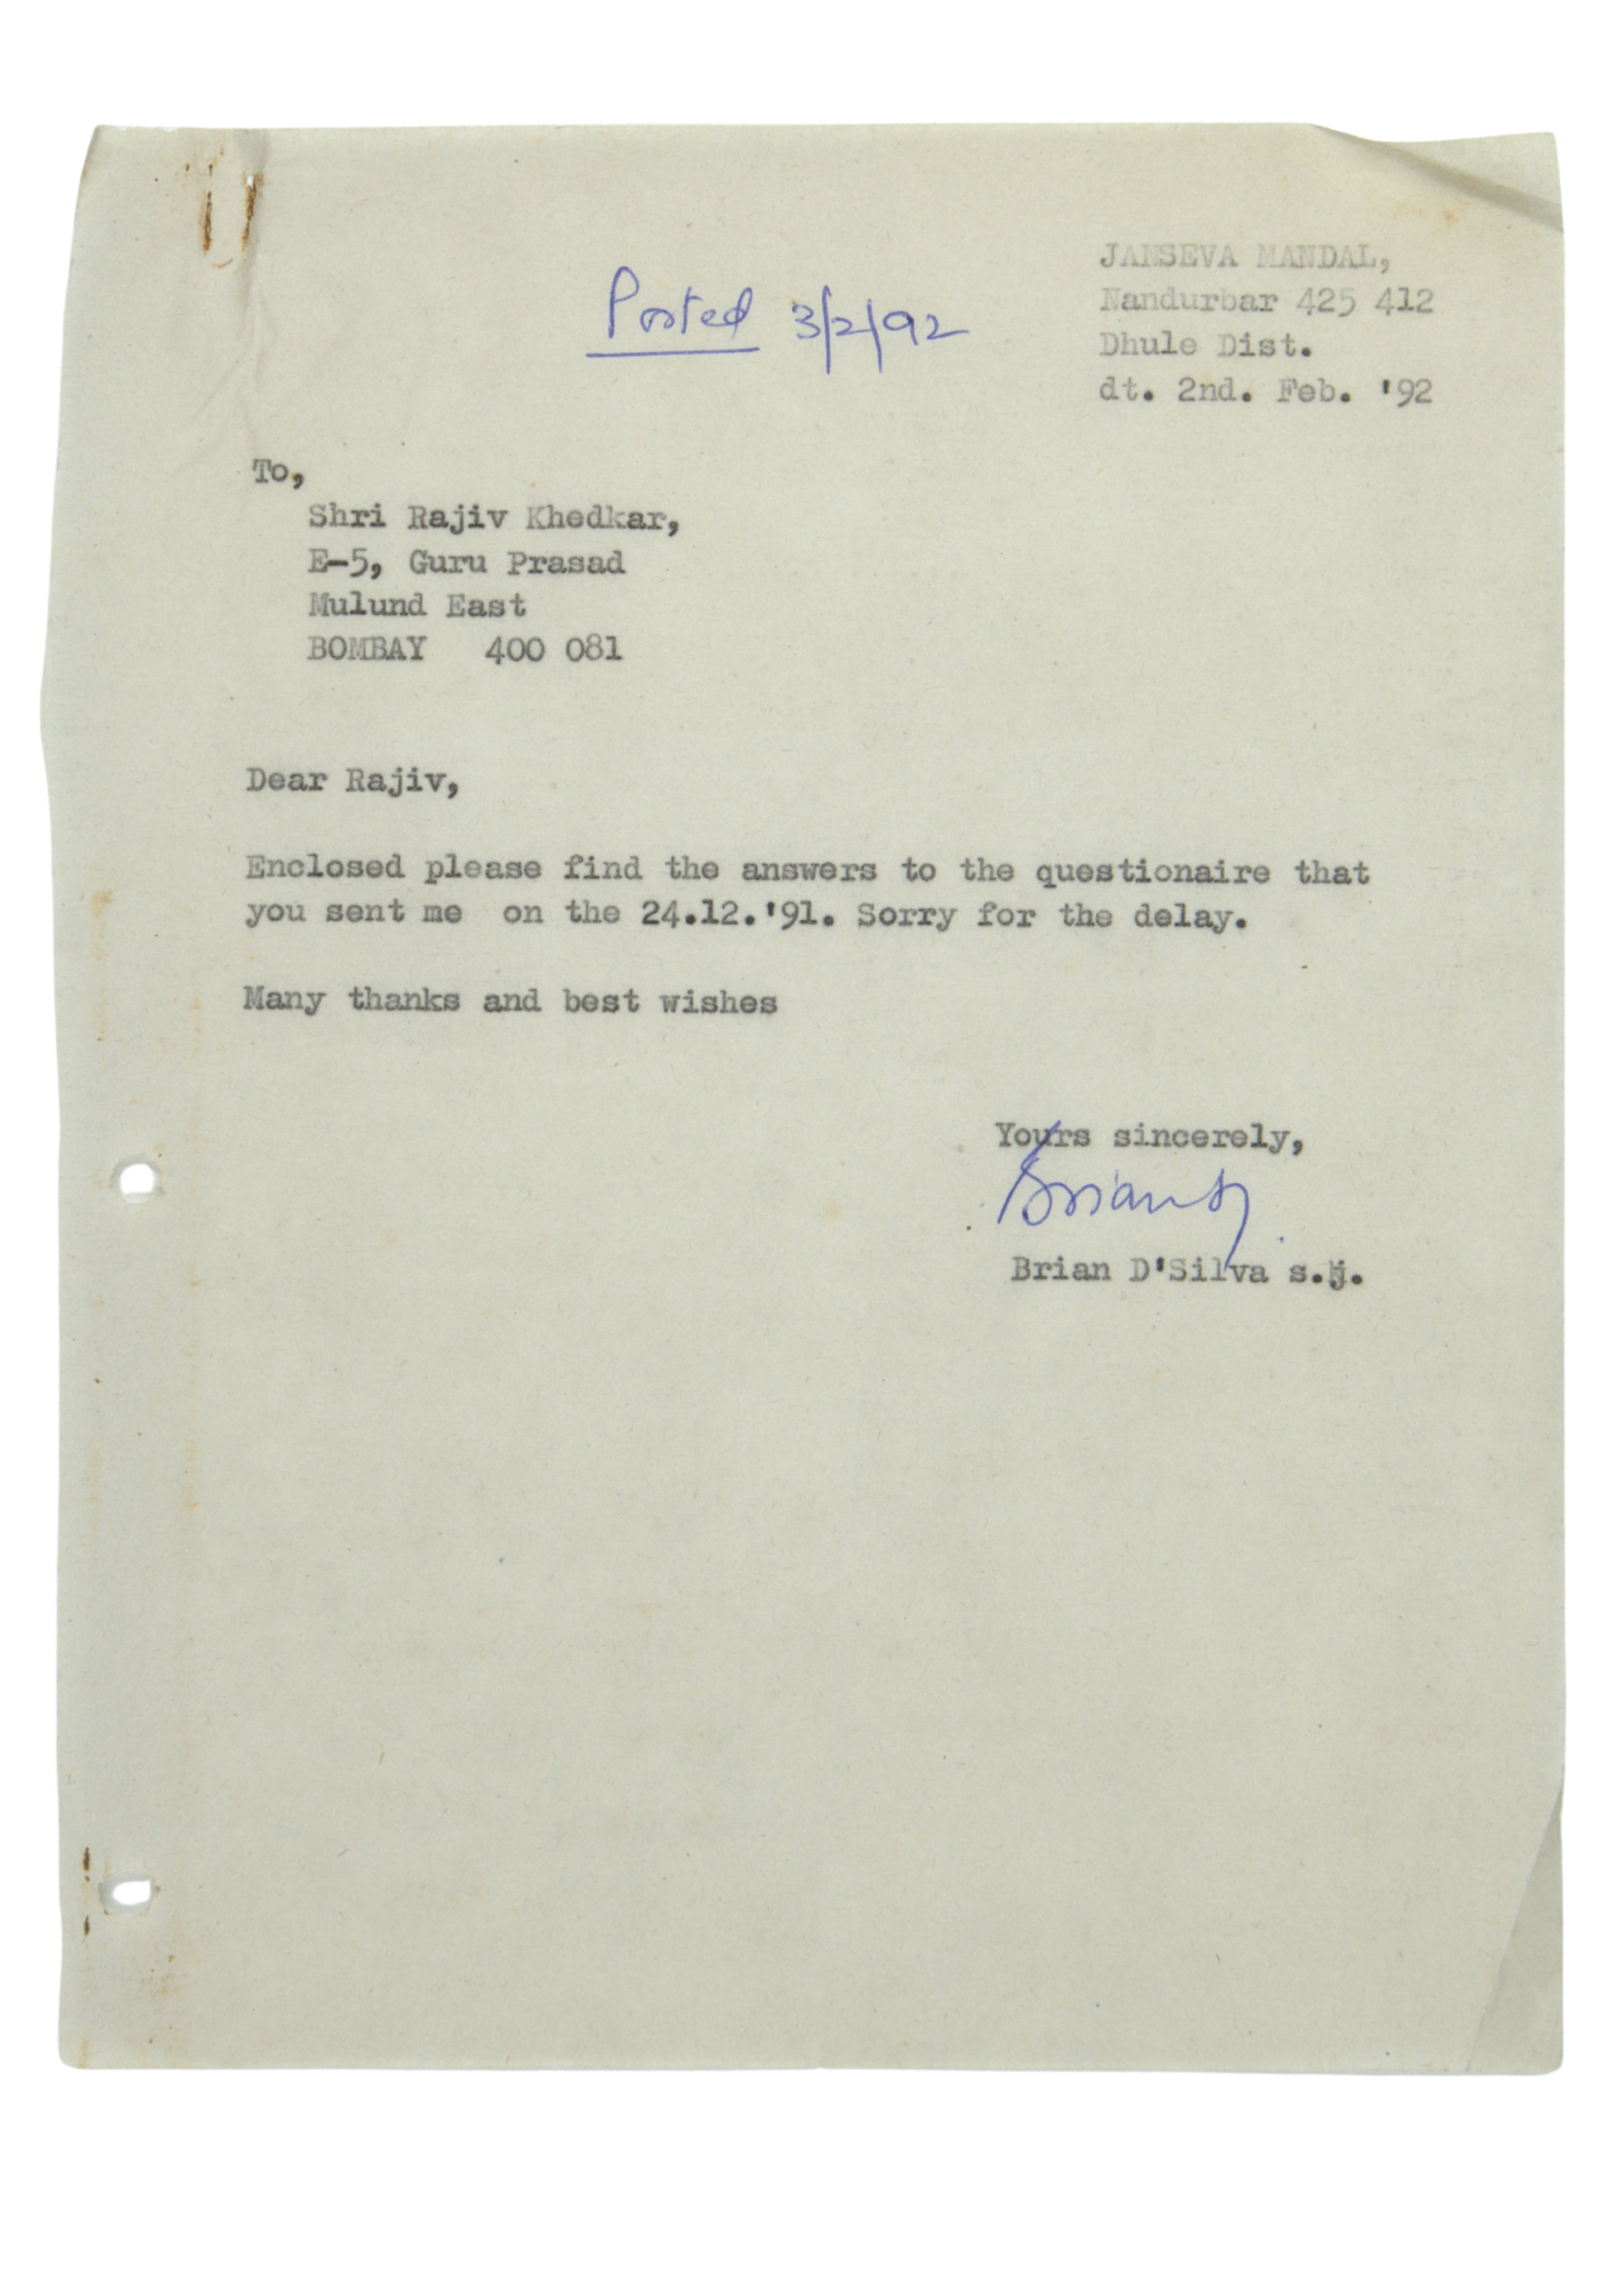 JANSEVA MANDAL,
Nandurbar 425 412
Dhule Dist.
dt. 2nd. Feb. '92
Posted 3/2/92
To,
Shri Rajiv Khedkar,
E-5, Guru Prasad
Mulund East
BOMBAY 400 081
Dear Rajiv,
Enclosed please find the answers to the questionaire that
you sent me on the 24.12.'91. Sorry for the delay.
Many thanks and best wishes
Yours sincerely,
Brian
Brian D'Silva s.j.